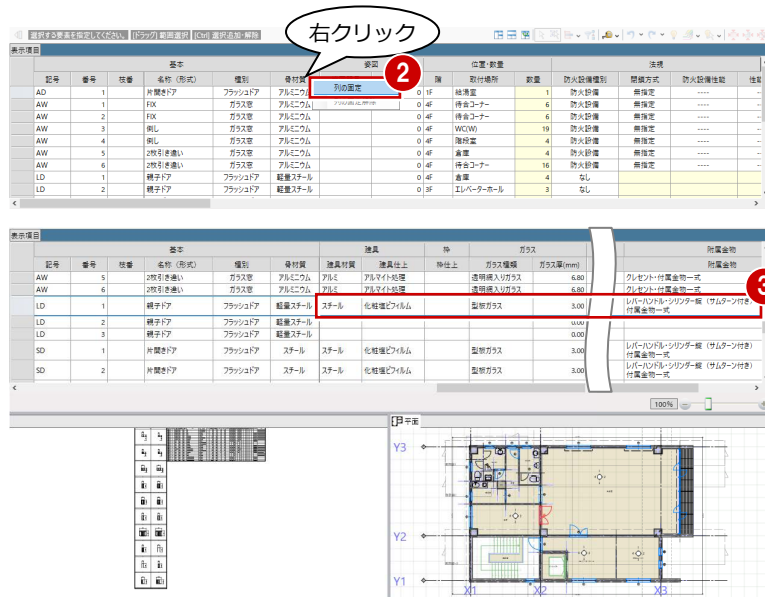 右クリック
選択する要素を指定してください。 [ドラッグ] 範囲選択 [Ctrl] 選択追加・解除
表示項目
基本 姿図 位置・数量 法規
記号 番号 枝番 名称（形式） 種別 骨材質 階 取付場所 数量 防火設備種別 閉鎖方式 防火設備性能
2
列の固定
列の固定解除
AD 1 片開きドア フラッシュドア アルミニウム 0 1F 給湯室 1 防火設備 無指定 ----
AW 1 FIX ガラス窓 アルミニウム 0 4F 待合コーナー 6 防火設備 無指定 ----
AW 2 FIX ガラス窓 アルミニウム 0 4F 待合コーナー 6 防火設備 無指定 ----
AW 3 倒し ガラス窓 アルミニウム 0 4F WC(W) 19 防火設備 無指定 ----
AW 4 倒し ガラス窓 アルミニウム 0 4F 階段室 4 防火設備 無指定 ----
AW 5 2枚引き違い ガラス窓 アルミニウム 0 4F 倉庫 4 防火設備 無指定 ----
AW 6 2枚引き違い ガラス窓 アルミニウム 0 4F 待合コーナー 16 防火設備 無指定 ----
LD 1 親子ドア フラッシュドア 軽量スチール 0 4F 倉庫 4 なし
LD 2 親子ドア フラッシュドア 軽量スチール 0 3F エレベーターホール 3 なし
表示項目
基本 建具 枠 ガラス 附属金物
記号 番号 枝番 名称（形式） 種別 骨材質 建具材質 建具仕上 枠仕上 ガラス種類 ガラス厚(mm) 附属金物
AW 5 2枚引き違い ガラス窓 アルミニウム アルミ アルマイト処理 透明網入りガラス 6.80 クレセント・付属金物一式
AW 6 2枚引き違い ガラス窓 アルミニウム アルミ アルマイト処理 透明網入りガラス 6.80 クレセント・付属金物一式
3
LD 1 親子ドア フラッシュドア 軽量スチール スチール 化粧塩ビフィルム 型板ガラス 3.00 レバーハンドル・シリンダー錠（サムターン付き）
付属金物一式
LD 2 親子ドア フラッシュドア 軽量スチール 0.00
LD 3 親子ドア フラッシュドア 軽量スチール 0.00
SD 1 片開きドア フラッシュドア スチール スチール 化粧塩ビフィルム 型板ガラス 3.00 レバーハンドル・シリンダー錠（サムターン付き）
付属金物一式
SD 2 片開きドア フラッシュドア スチール スチール 化粧塩ビフィルム 型板ガラス 3.00 レバーハンドル・シリンダー錠（サムターン付き）
付属金物一式
100%
平面
Y3
Y2
Y1
X1 X2 X3